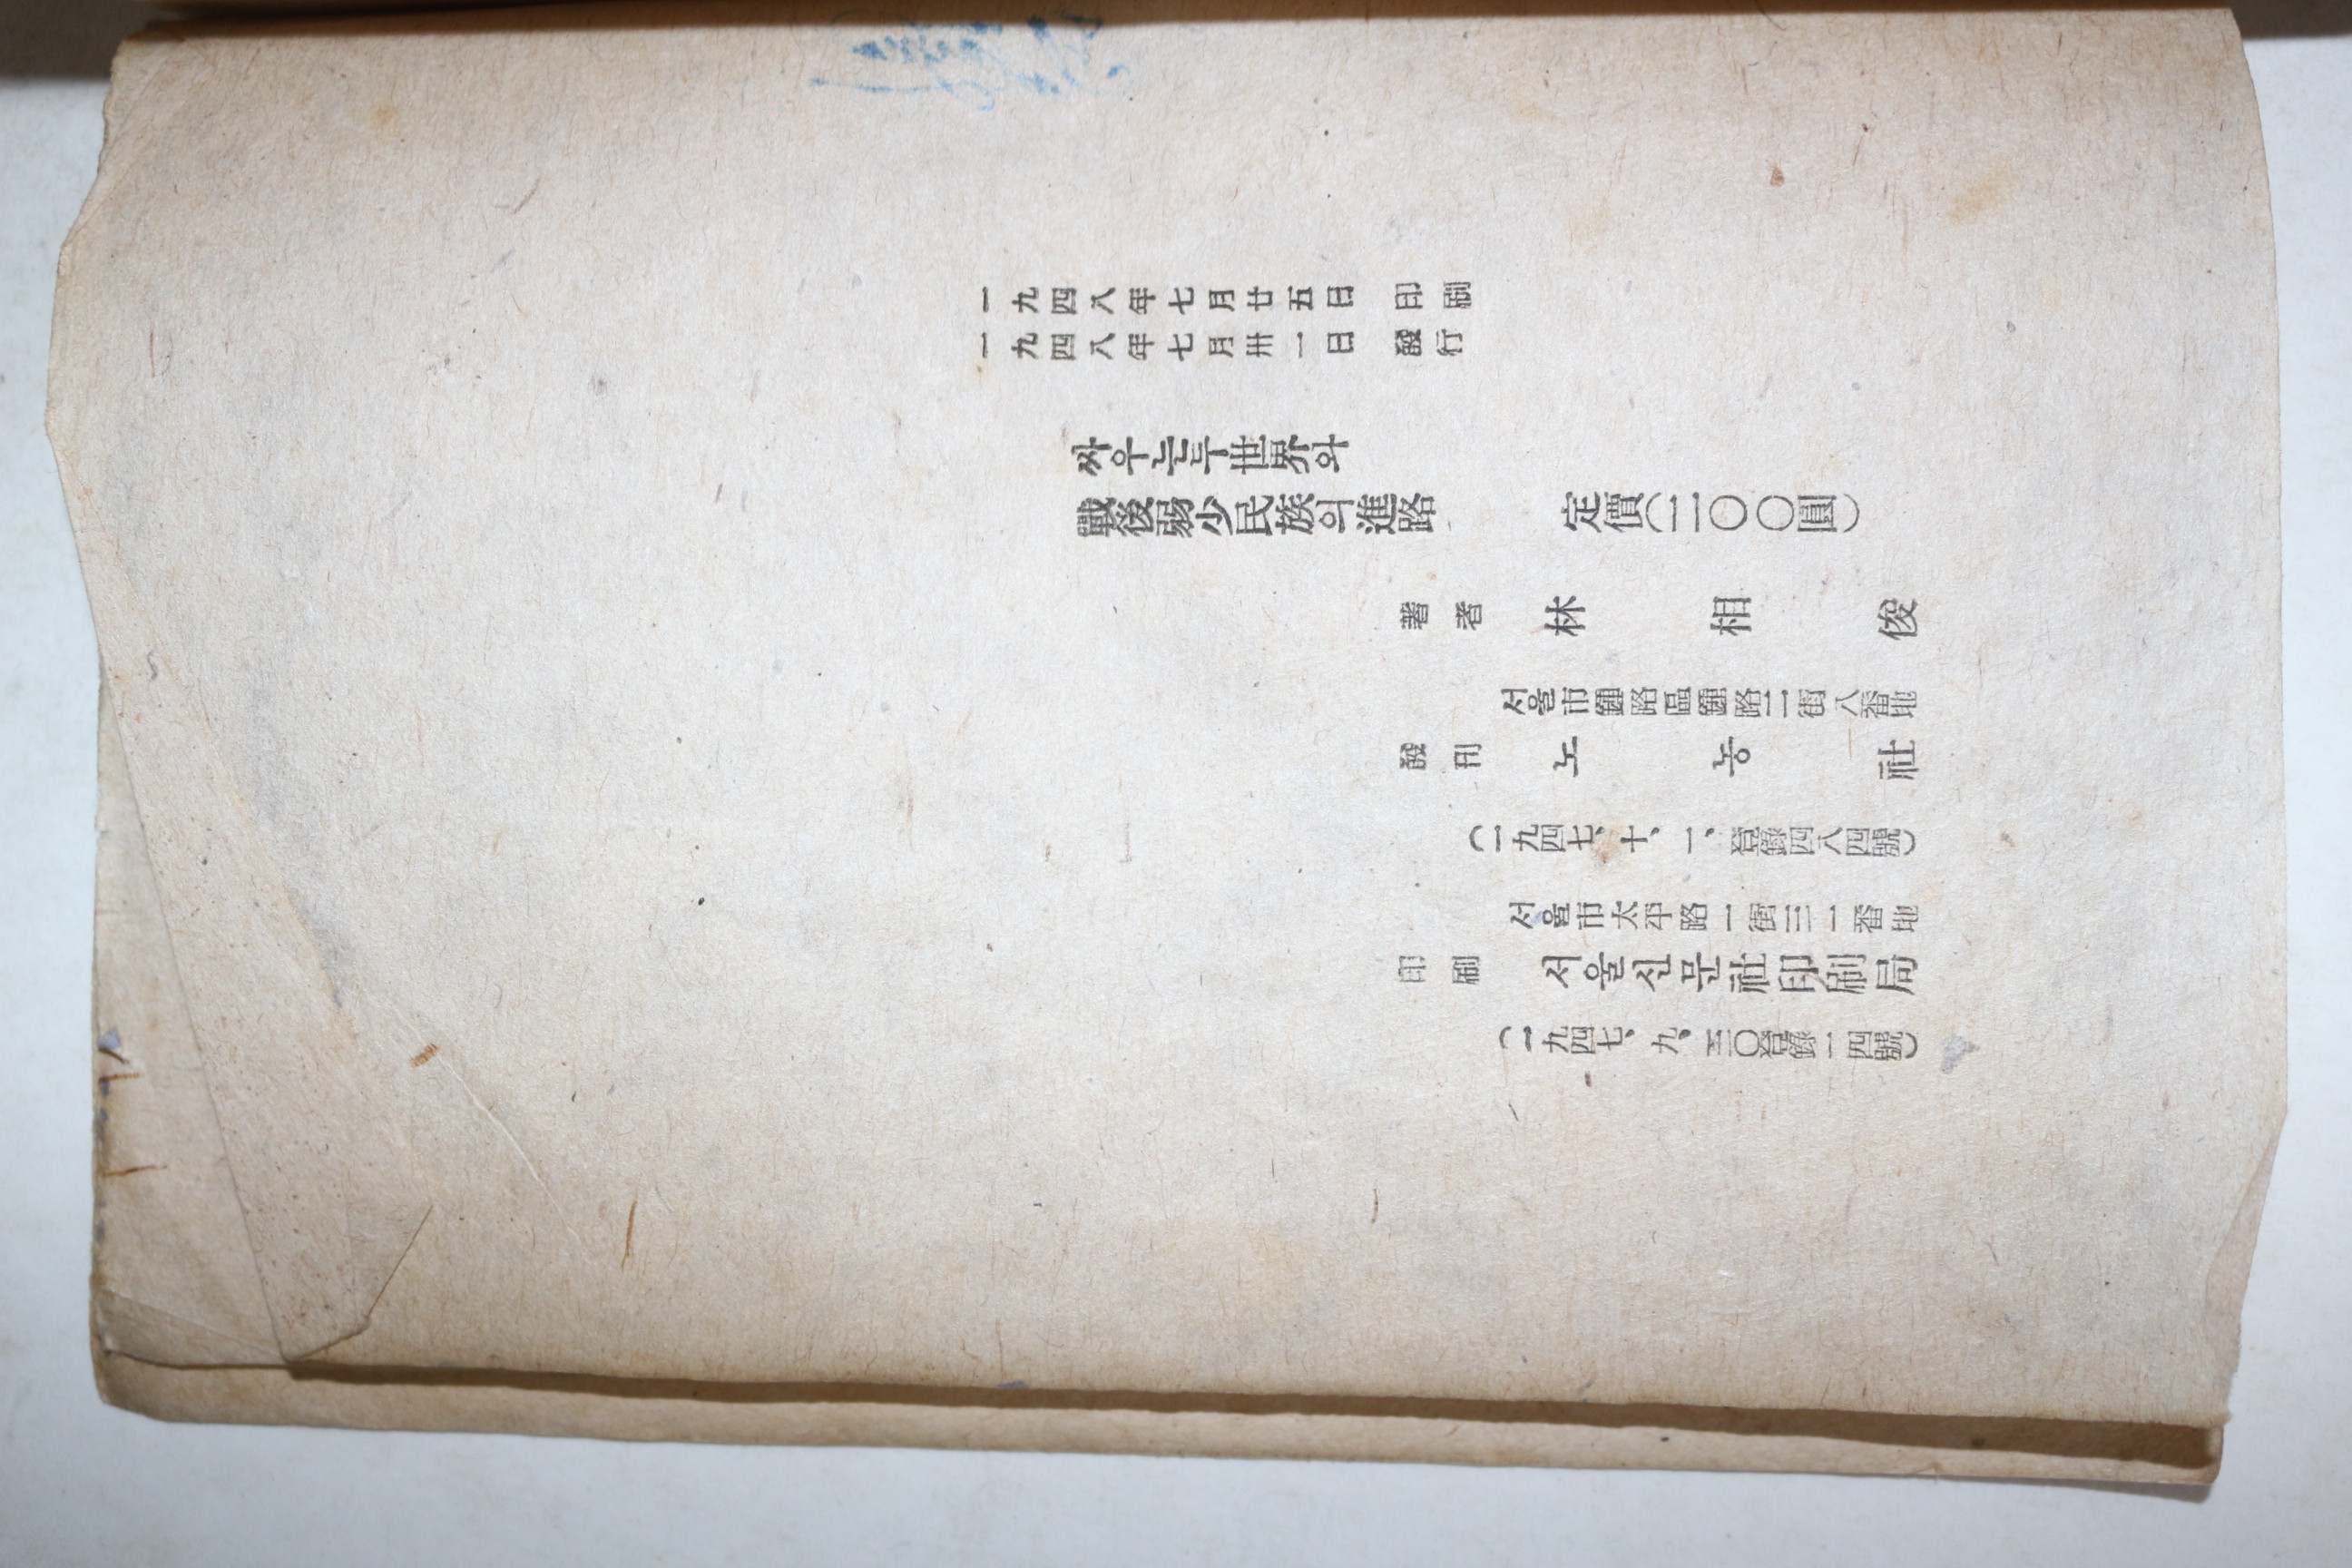 一九四八年七月廿五日 印刷
一九四八年七月卅一日 發行
싸우는두世界와
戰後弱少民族의進路 定價(二〇〇圓)
著者 林相俊
서울市鍾路區鍾路二街八番地
發刊 노농社
(一九四七、十、一、登錄四八四號)
서울市太平路一街三一番地
印刷 서울신문社印刷局
(一九四七、九、三〇登錄一四號)